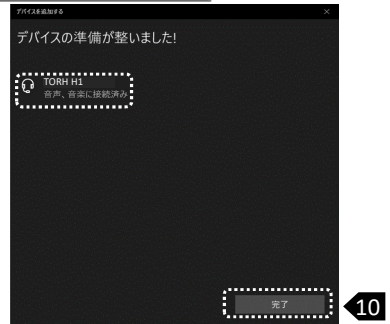 デバイスを追加する
デバイスの準備が整いました!
TORH H1
音声、音楽に接続済み
完了
10